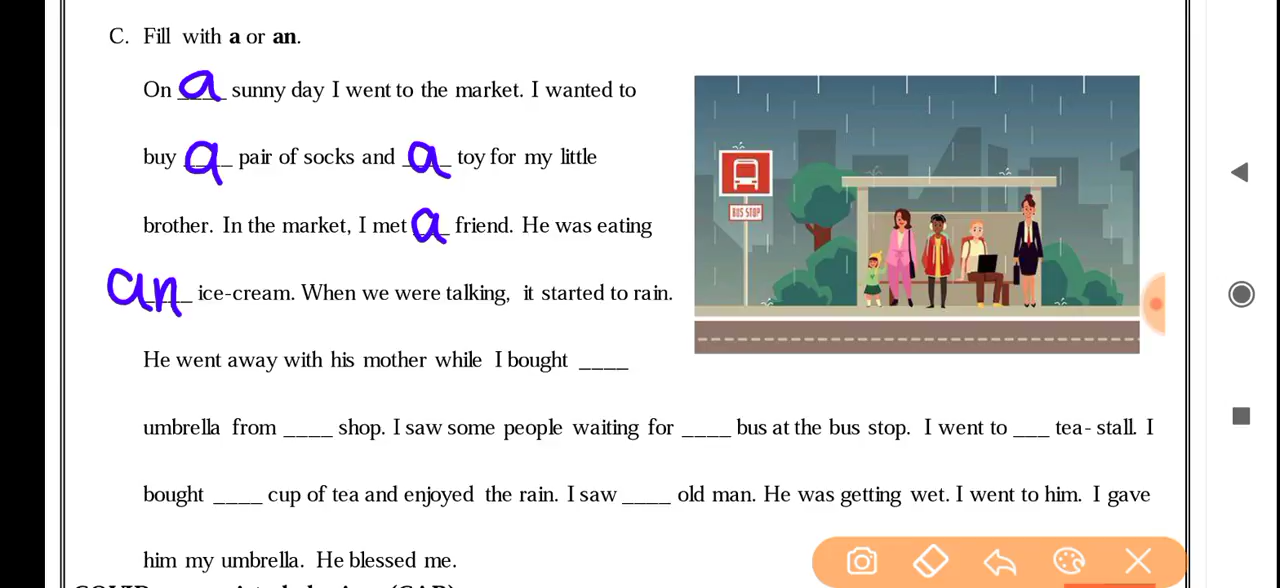 C. Fill with a or an.
On a sunny day I went to the market. I wanted to
buy a pair of socks and a toy for my little
brother. In the market, I met a friend. He was eating
an ice-cream. When we were talking, it started to rain.
He went away with his mother while I bought ____
umbrella from ____ shop. I saw some people waiting for ____ bus at the bus stop. I went to ___ tea- stall. I
bought ____ cup of tea and enjoyed the rain. I saw ____ old man. He was getting wet. I went to him. I gave
him my umbrella. He blessed me.
BUS STOP